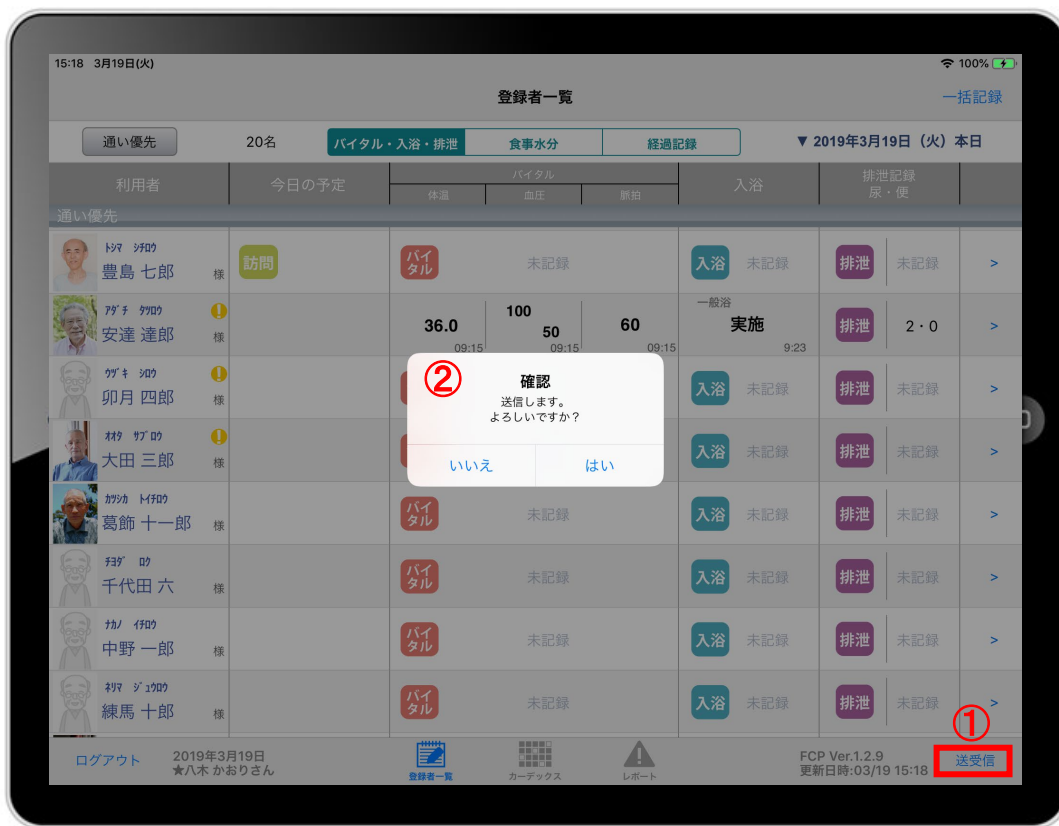 15:18 3月19日(火)
100%
登録者一覧
一括記録
通い優先
20名
バイタル・入浴・排泄
食事水分
経過記録
▼ 2019年3月19日（火）本日
利用者
今日の予定
バイタル
体温
血圧
脈拍
入浴
排泄記録
尿・便
通い優先
ﾄｼﾏ ｼﾁﾛｳ
豊島 七郎 様
訪問
バイ
タル
未記録
入浴
未記録
排泄
未記録
>
ｱﾀﾞﾁ ﾀﾂﾛｳ
安達 達郎 様
36.0
09:15
100
50
09:15
60
09:15
一般浴
実施
9:23
排泄
2・0
>
ｳﾂﾞｷ ｼﾛｳ
卯月 四郎 様
入浴
未記録
排泄
未記録
>
ｵｵﾀ ｻﾌﾞﾛｳ
大田 三郎 様
入浴
未記録
排泄
未記録
>
②
確認
送信します。
よろしいですか？
いいえ
はい
ｶﾂｼｶ ﾄｲﾁﾛｳ
葛飾 十一郎 様
バイ
タル
未記録
入浴
未記録
排泄
未記録
>
ﾁﾖﾀﾞ ﾛｸ
千代田 六 様
バイ
タル
未記録
入浴
未記録
排泄
未記録
>
ﾅｶﾉ ｲﾁﾛｳ
中野 一郎 様
バイ
タル
未記録
入浴
未記録
排泄
未記録
>
ﾈﾘﾏ ｼﾞｭｳﾛｳ
練馬 十郎 様
バイ
タル
未記録
入浴
未記録
排泄
未記録
>
①
ログアウト
2019年3月19日
★八木 かおりさん
登録者一覧
カーデックス
レポート
FCP Ver.1.2.9
更新日時:03/19 15:18
送受信